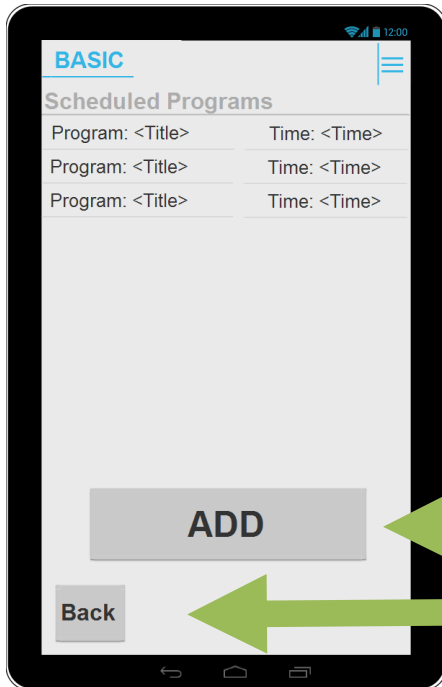 12:00
BASIC
Scheduled Programs
Program: <Title> Time: <Time>
Program: <Title> Time: <Time>
Program: <Title> Time: <Time>
ADD
Back